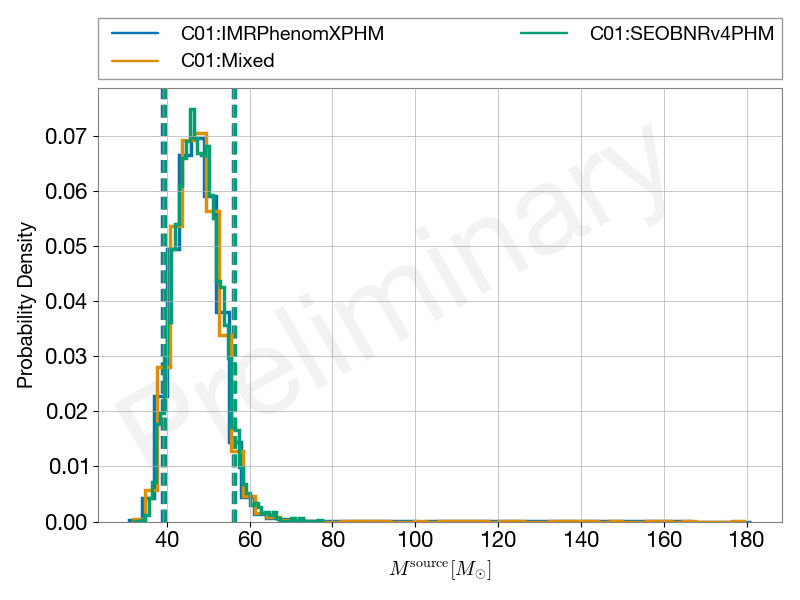 C01:IMRPhenomXPHM C01:SEOBNRv4PHM
C01:Mixed
Preliminary
Probability Density
0.07
0.06
0.05
0.04
0.03
0.02
0.01
0.00
40 60 80 100 120 140 160 180
M^source [M_⊙]